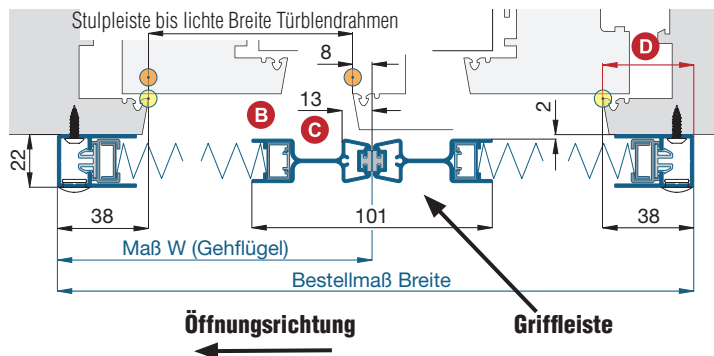 Stulpleiste bis lichte Breite Türblendrahmen
8
D
13
2
B
C
22
38
101
38
Maß W (Gehflügel)
Bestellmaß Breite
Öffnungsrichtung
Griffleiste